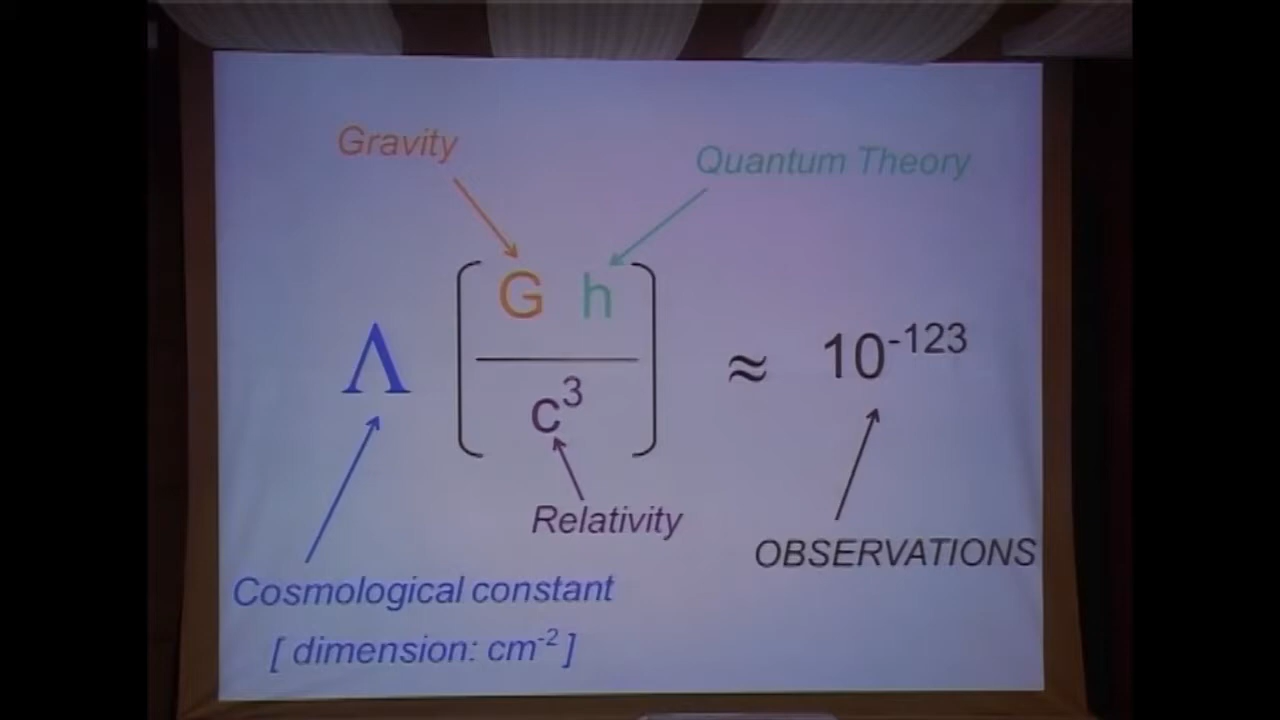 Gravity
Quantum Theory
G h
Λ
≈ 10⁻¹²³
c³
Relativity
OBSERVATIONS
Cosmological constant
[ dimension: cm⁻² ]